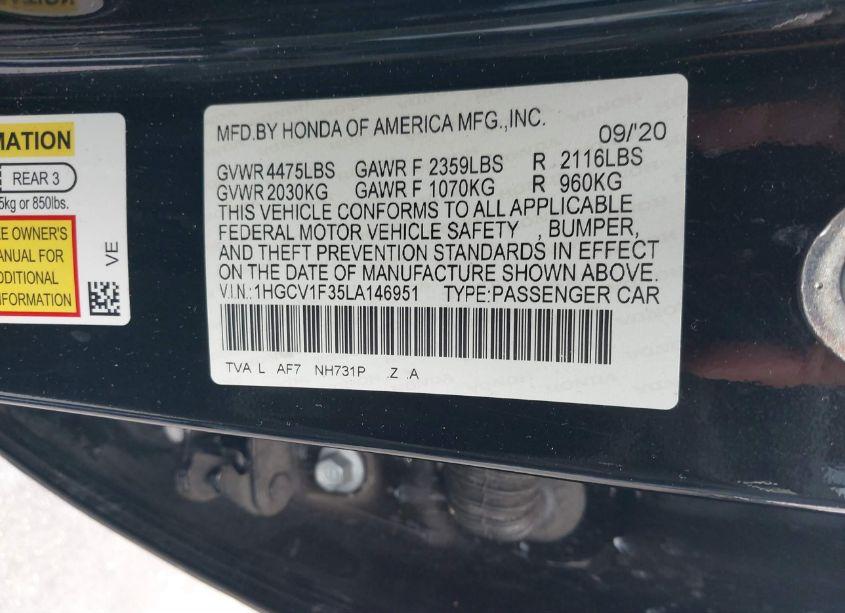 MATION
REAR 3
5kg or 850lbs.
E OWNER'S
ANUAL FOR
DDITIONAL
INFORMATION
VE
MFD.BY HONDA OF AMERICA MFG.,INC. 09/'20
GVWR 4475LBS GAWR F 2359LBS R 2116LBS
GVWR 2030KG GAWR F 1070KG R 960KG
THIS VEHICLE CONFORMS TO ALL APPLICABLE
FEDERAL MOTOR VEHICLE SAFETY , BUMPER,
AND THEFT PREVENTION STANDARDS IN EFFECT
ON THE DATE OF MANUFACTURE SHOWN ABOVE.
V.I.N.:1HGCV1F35LA146951 TYPE:PASSENGER CAR
TVA L AF7 NH731P .Z .A